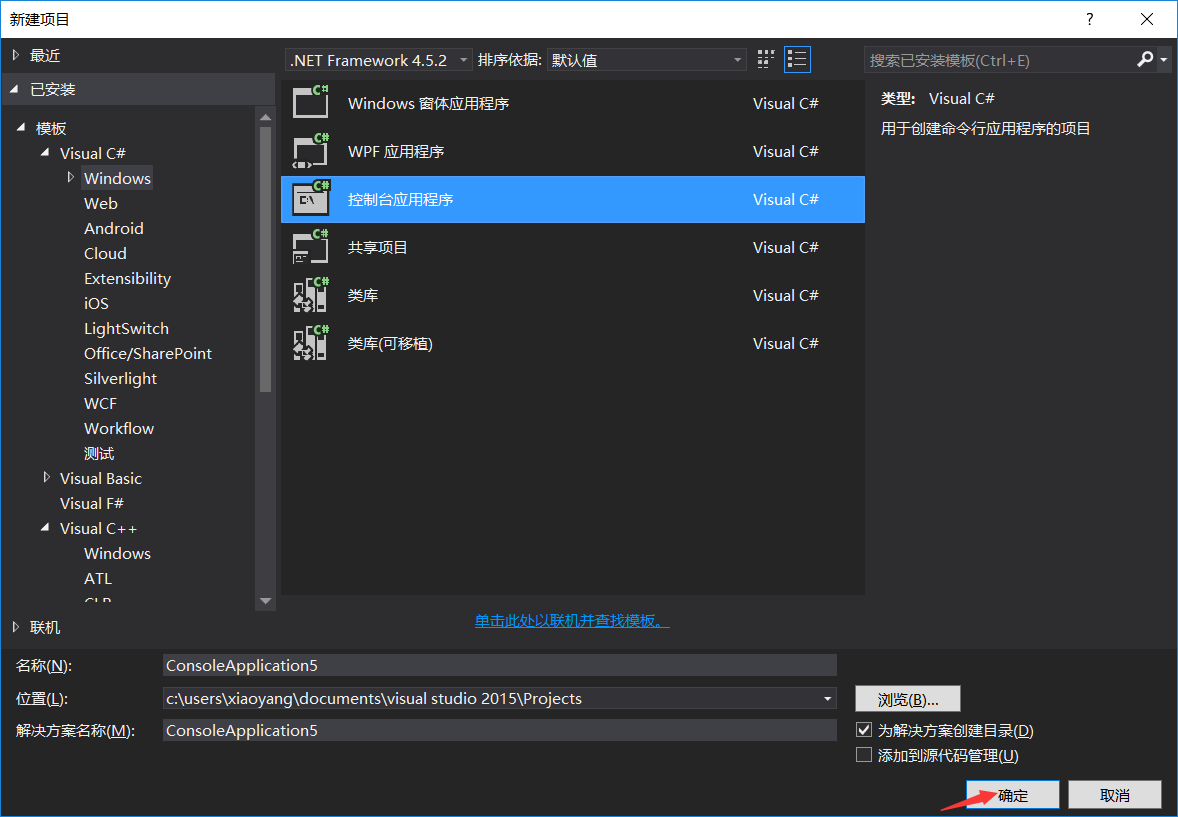 新建项目
?
最近
已安装
模板
Visual C#
Windows
Web
Android
Cloud
Extensibility
iOS
LightSwitch
Office/SharePoint
Silverlight
WCF
Workflow
测试
Visual Basic
Visual F#
Visual C++
Windows
ATL
联机
.NET Framework 4.5.2 排序依据: 默认值
C# Windows 窗体应用程序 Visual C#
C# WPF 应用程序 Visual C#
C# C:\ 控制台应用程序 Visual C#
C# 共享项目 Visual C#
C# 类库 Visual C#
C# 类库(可移植) Visual C#
单击此处以联机并查找模板。
搜索已安装模板(Ctrl+E)
类型: Visual C#
用于创建命令行应用程序的项目
名称(N): ConsoleApplication5
位置(L): c:\users\xiaoyang\documents\visual studio 2015\Projects 浏览(B)...
解决方案名称(M): ConsoleApplication5 为解决方案创建目录(D)
添加到源代码管理(U)
确定 取消